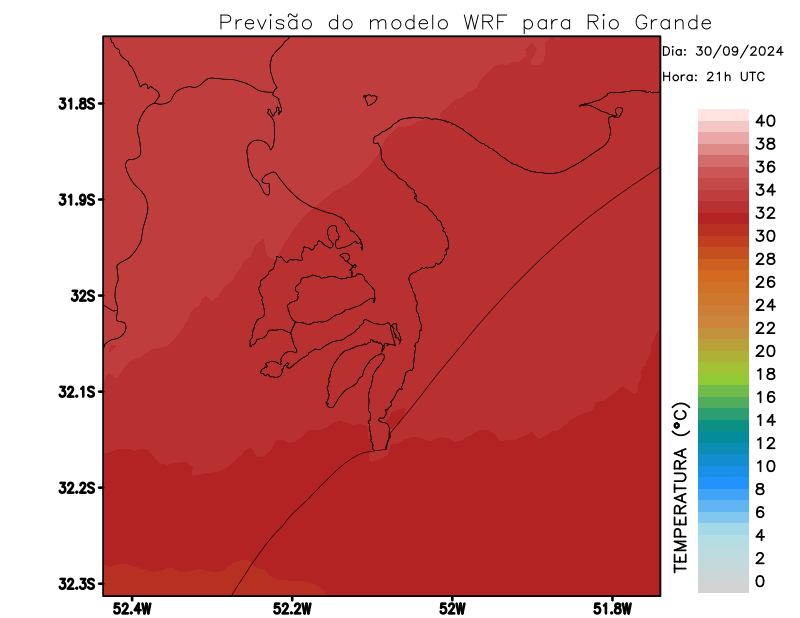 Previsão do modelo WRF para Rio Grande
Dia: 30/09/2024
Hora: 21h UTC
31.8S
31.9S
32S
32.1S
32.2S
32.3S
52.4W
52.2W
52W
51.8W
TEMPERATURA (°C)
40
38
36
34
32
30
28
26
24
22
20
18
16
14
12
10
8
6
4
2
0